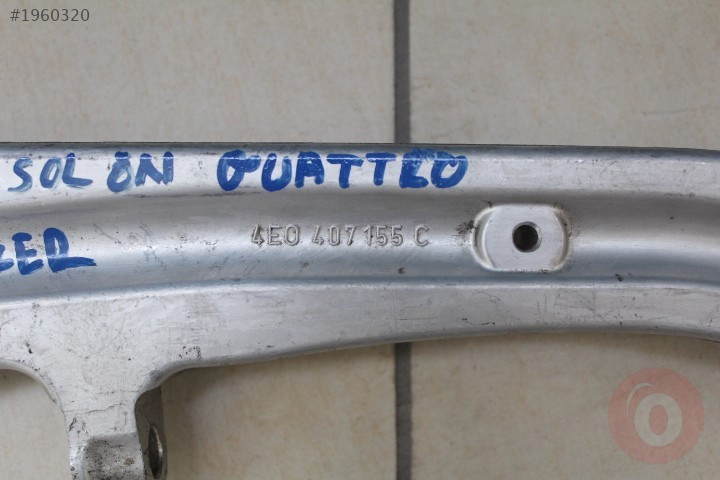 #1960320
SOL ÖN QUATTRO
4E0 407 155 C